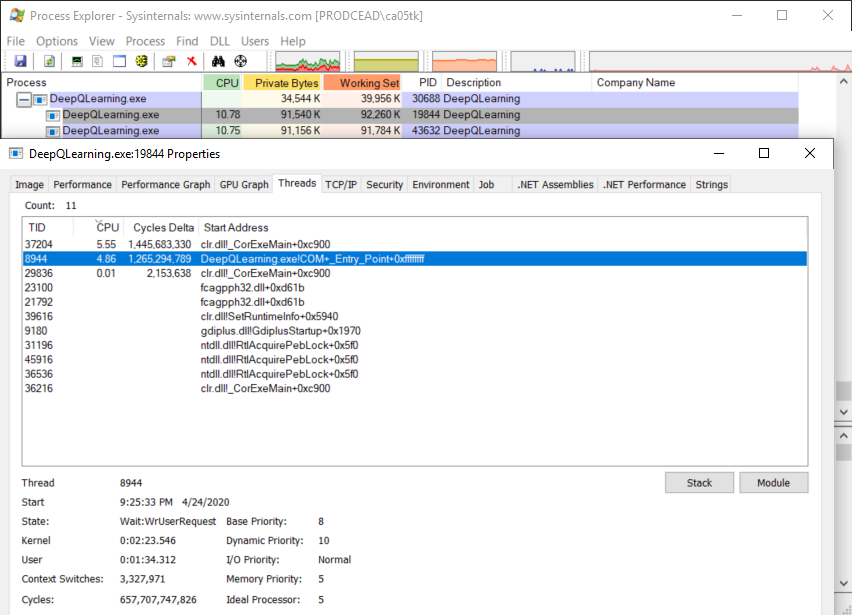 Process Explorer - Sysinternals: www.sysinternals.com [PRODCEAD\ca05tk]
File Options View Process Find DLL Users Help
Process CPU Private Bytes Working Set PID Description Company Name
DeepQLearning.exe 34,544 K 39,956 K 30688 DeepQLearning
DeepQLearning.exe 10.78 91,540 K 92,260 K 19844 DeepQLearning
DeepQLearning.exe 10.75 91,156 K 91,784 K 43632 DeepQLearning
DeepQLearning.exe:19844 Properties
Image Performance Performance Graph GPU Graph Threads TCP/IP Security Environment Job .NET Assemblies .NET Performance Strings
Count: 11
TID CPU Cycles Delta Start Address
37204 5.55 1,445,683,330 clr.dll!_CorExeMain+0xc900
8944 4.86 1,265,294,789 DeepQLearning.exe!COM+_Entry_Point+0xffffffff
29836 0.01 2,153,638 clr.dll!_CorExeMain+0xc900
23100 fcagpph32.dll+0xd61b
21792 fcagpph32.dll+0xd61b
39616 clr.dll!SetRuntimeInfo+0x5940
9180 gdiplus.dll!GdiplusStartup+0x1970
31196 ntdll.dll!RtlAcquirePebLock+0x5f0
45916 ntdll.dll!RtlAcquirePebLock+0x5f0
36536 ntdll.dll!RtlAcquirePebLock+0x5f0
36216 clr.dll!_CorExeMain+0xc900
Thread 8944 Stack Module
Start 9:25:33 PM 4/24/2020
State: Wait:WrUserRequest Base Priority: 8
Kernel 0:02:23.546 Dynamic Priority: 10
User 0:01:34.312 I/O Priority: Normal
Context Switches: 3,327,971 Memory Priority: 5
Cycles: 657,707,747,826 Ideal Processor: 5